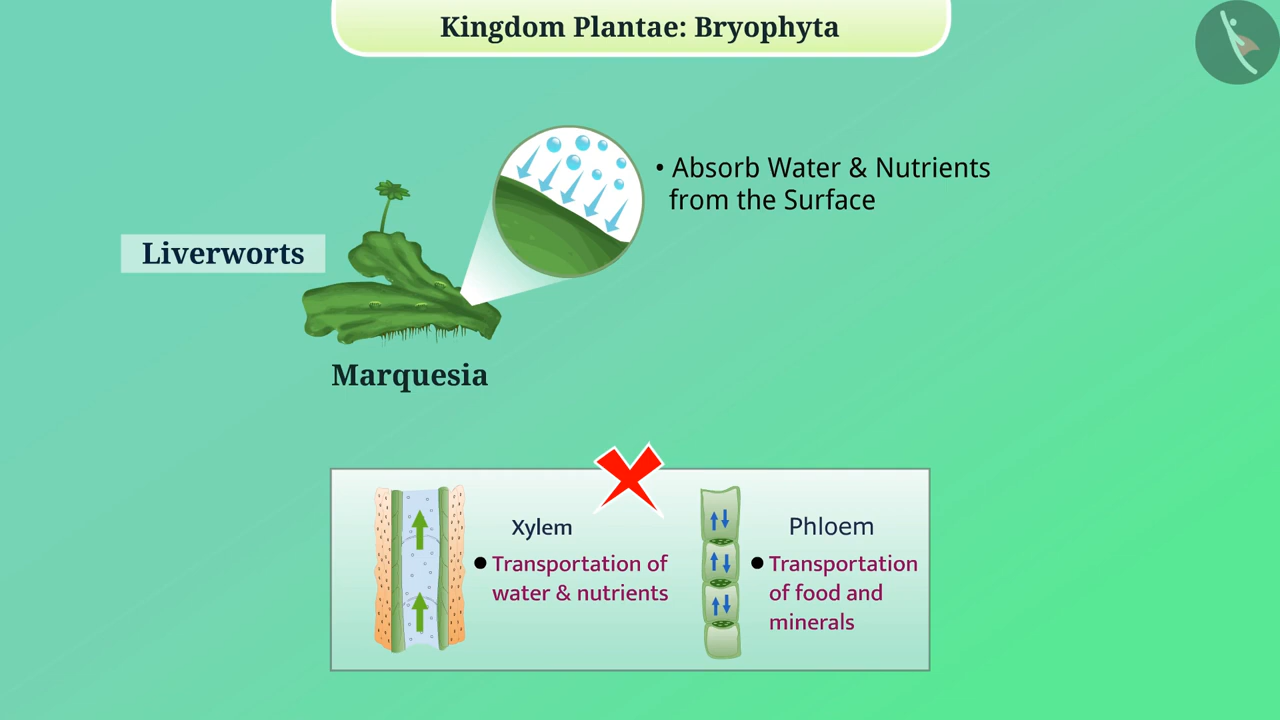 Kingdom Plantae: Bryophyta
• Absorb Water & Nutrients
from the Surface
Liverworts
Marquesia
Xylem
● Transportation of
water & nutrients
Phloem
● Transportation
of food and
minerals